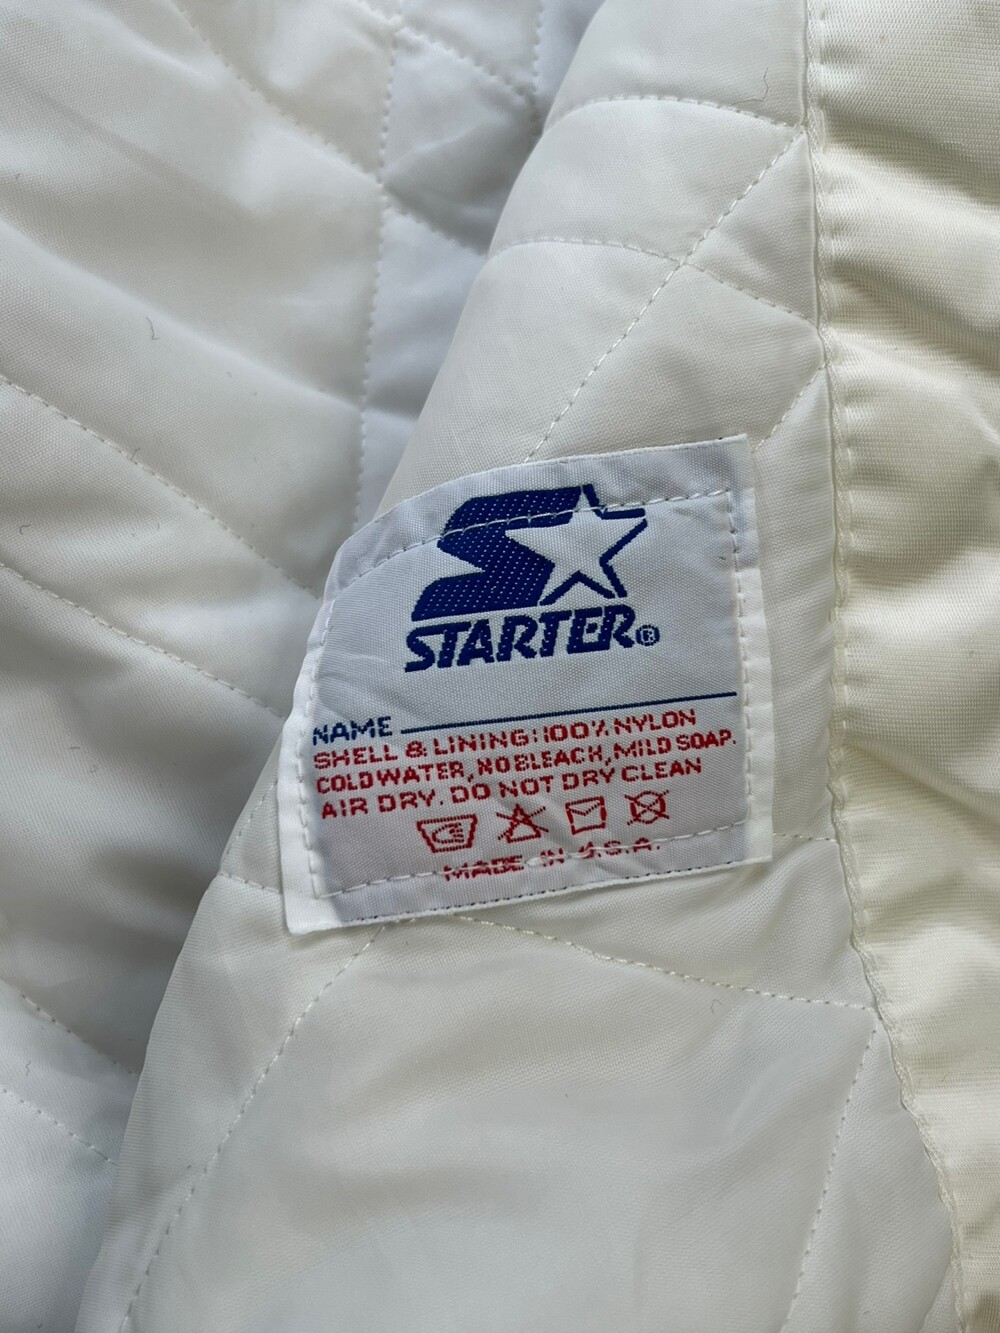 STARTER®
NAME
SHELL & LINING:100% NYLON
COLD WATER, NO BLEACH, MILD SOAP.
AIR DRY. DO NOT DRY CLEAN
MADE IN U.S.A.